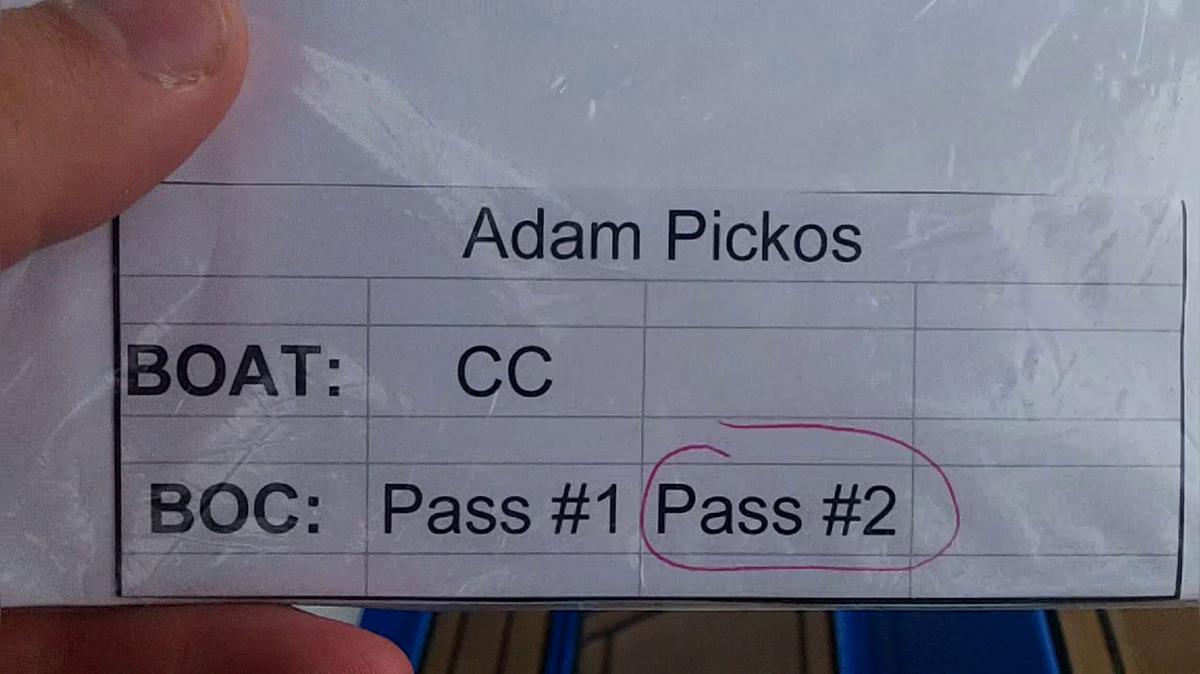 Adam Pickos
BOAT: CC
BOC: Pass #1 Pass #2